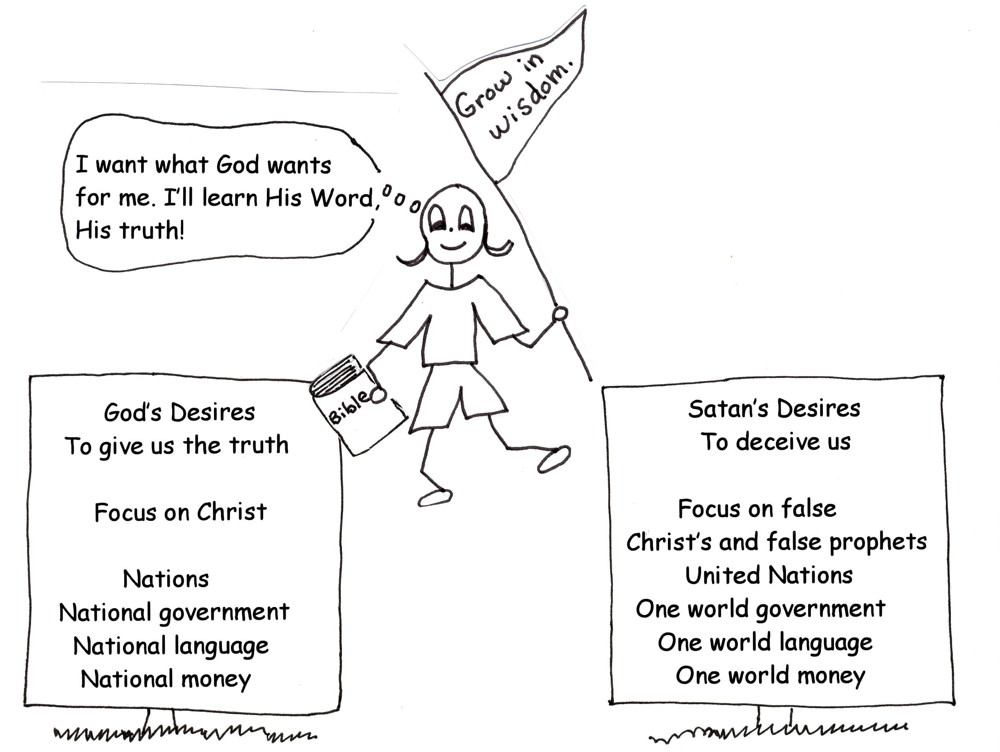 Grow in
wisdom.
I want what God wants
for me. I'll learn His Word,
His truth!
Bible
God's Desires
To give us the truth
Focus on Christ
Nations
National government
National language
National money
Satan's Desires
To deceive us
Focus on false
Christ's and false prophets
United Nations
One world government
One world language
One world money